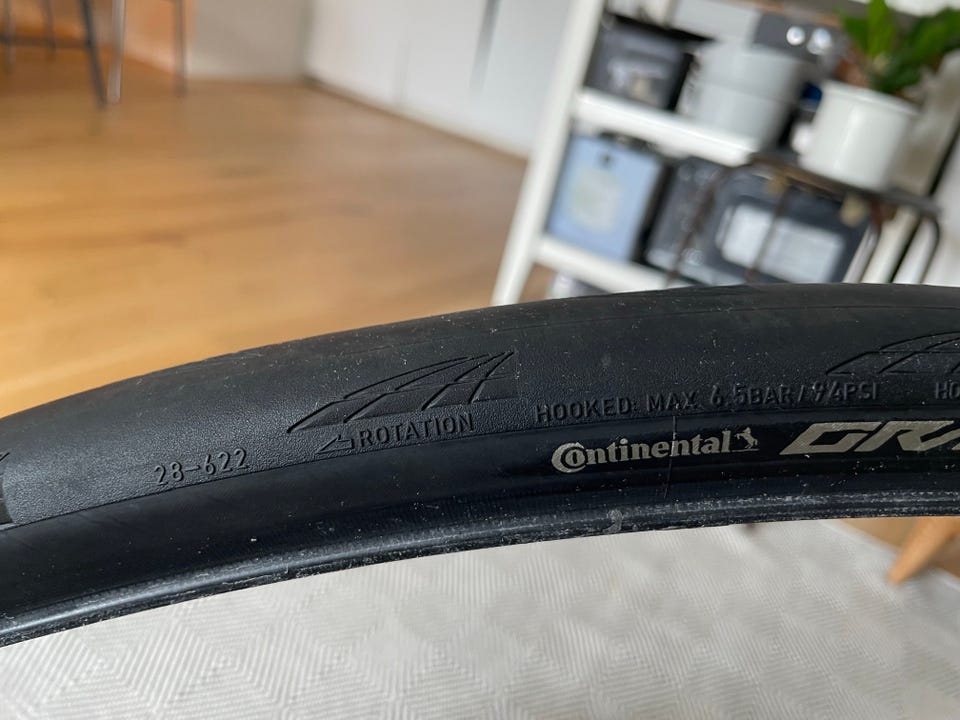 28-622
ROTATION
HOOKED: MAX 6.5BAR/94PSI
Continental